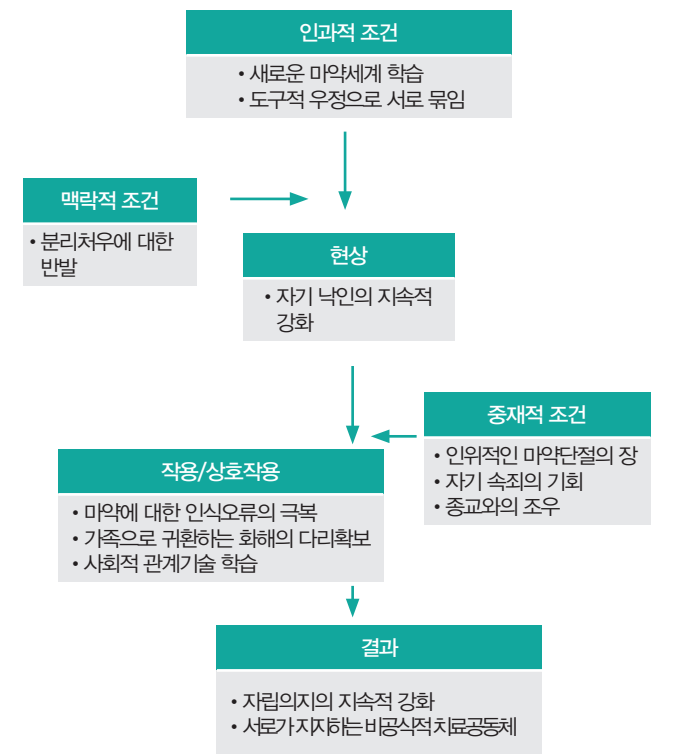 인과적 조건
• 새로운 마약세계 학습
• 도구적 우정으로 서로 묶임
맥락적 조건
• 분리처우에 대한
반발
현상
• 자기 낙인의 지속적
강화
중재적 조건
• 인위적인 마약단절의 장
• 자기 속죄의 기회
• 종교와의 조우
작용/상호작용
• 마약에 대한 인식오류의 극복
• 가족으로 귀환하는 화해의 다리확보
• 사회적 관계기술 학습
결과
• 자립의지의 지속적 강화
• 서로가 지지하는 비공식적 치료공동체